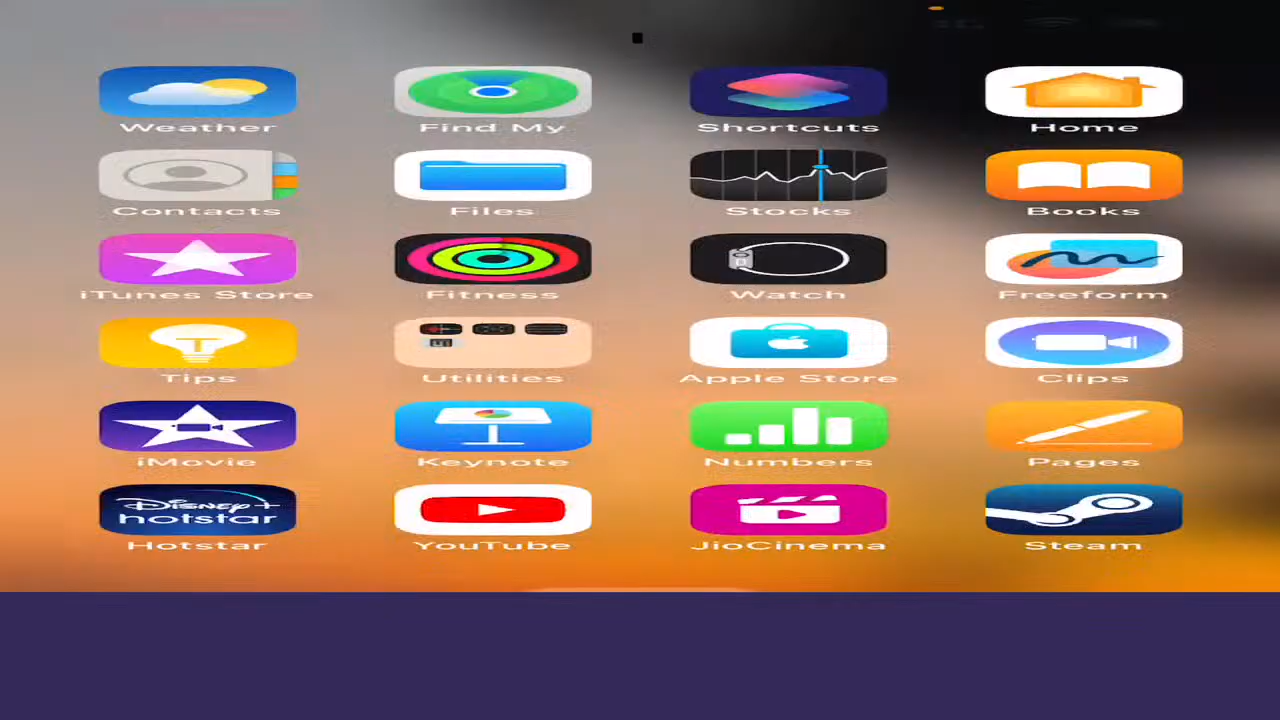 Weather Find My Shortcuts Home
Contacts Files Stocks Books
iTunes Store Fitness Watch Freeform
Tips Utilities Apple Store Clips
iMovie Keynote Numbers Pages
Disney+
hotstar
Hotstar YouTube JioCinema Steam